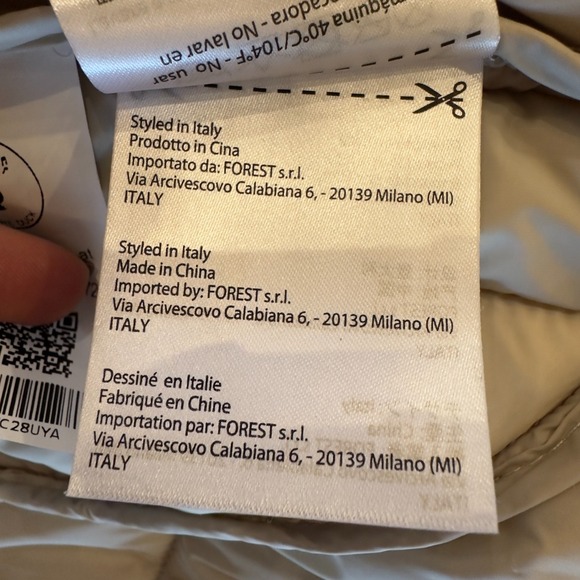 máquina 40°C/104°F - No usar
cadora - No lavar en
Styled in Italy
Prodotto in Cina
Importato da: FOREST s.r.l.
Via Arcivescovo Calabiana 6, - 20139 Milano (MI)
ITALY
Styled in Italy
Made in China
Imported by: FOREST s.r.l.
Via Arcivescovo Calabiana 6, - 20139 Milano (MI)
ITALY
Dessiné en Italie
Fabriqué en Chine
Importation par: FOREST s.r.l.
Via Arcivescovo Calabiana 6, - 20139 Milano (MI)
ITALY
C28UYA